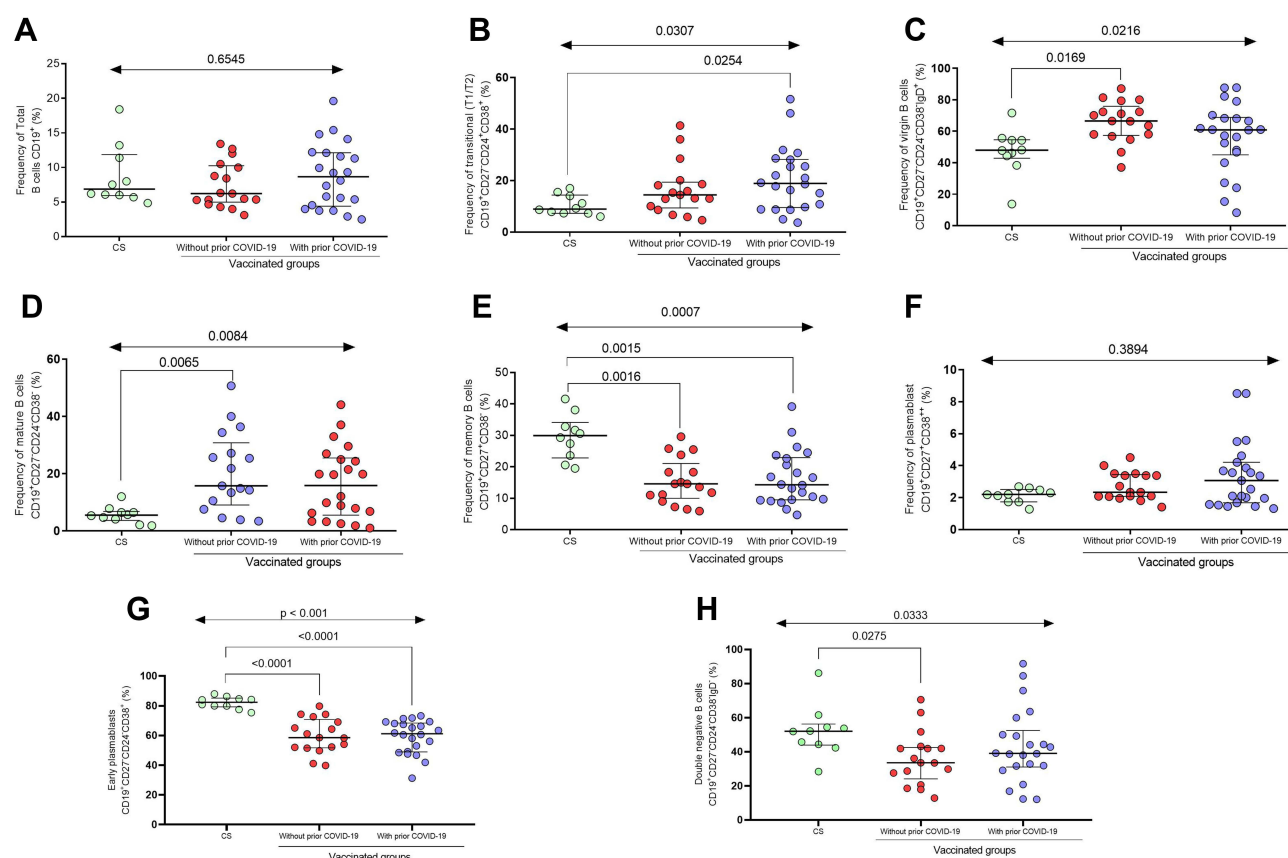 A
0.6545
25
20
15
10
5
0
Frequency of Total
B cells CD19⁺ (%)
CS
Without prior COVID-19
With prior COVID-19
Vaccinated groups
B
0.0307
0.0254
60
40
20
0
Frequency of transitional (T1/T2)
CD19⁺CD27⁻CD24⁺CD38⁺ (%)
CS
Without prior COVID-19
With prior COVID-19
Vaccinated groups
C
0.0216
0.0169
100
80
60
40
20
0
Frequency of virgin B cells
CD19⁺CD27⁻CD24⁻CD38⁻IgD⁺ (%)
CS
Without prior COVID-19
With prior COVID-19
Vaccinated groups
D
0.0084
0.0065
60
40
20
0
Frequency of mature B cells
CD19⁺CD27⁻CD24⁻CD38⁻ (%)
CS
Without prior COVID-19
With prior COVID-19
Vaccinated groups
E
0.0007
0.0015
0.0016
50
40
30
20
10
0
Frequency of memory B cells
CD19⁺CD27⁺CD38⁻ (%)
CS
Without prior COVID-19
With prior COVID-19
Vaccinated groups
F
0.3894
10
8
6
4
2
0
Frequency of plasmablast
CD19⁺CD27⁺CD38⁺⁺ (%)
CS
Without prior COVID-19
With prior COVID-19
Vaccinated groups
G
p < 0.001
<0.0001
<0.0001
100
80
60
40
20
0
Early plasmablasts
CD19⁺CD27⁻CD24⁻CD38⁺ (%)
CS
Without prior COVID-19
With prior COVID-19
Vaccinated groups
H
0.0333
0.0275
100
80
60
40
20
0
Double negative B cells
CD19⁺CD27⁻CD24⁻CD38⁻IgD⁻ (%)
CS
Without prior COVID-19
With prior COVID-19
Vaccinated groups